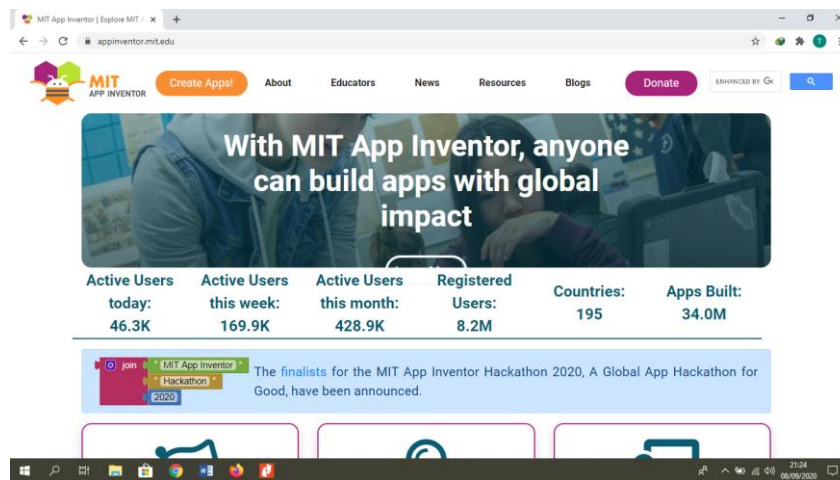 MIT App Inventor | Explore MIT
appinventor.mit.edu
MIT
APP INVENTOR
Create Apps!
About
Educators
News
Resources
Blogs
Donate
ENHANCED BY
With MIT App Inventor, anyone
can build apps with global
impact
Active Users
today:
46.3K
Active Users
this week:
169.9K
Active Users
this month:
428.9K
Registered
Users:
8.2M
Countries:
195
Apps Built:
34.0M
join
" MIT App Inventor "
" Hackathon "
2020
The finalists for the MIT App Inventor Hackathon 2020, A Global App Hackathon for
Good, have been announced.
21:24
08/09/2020